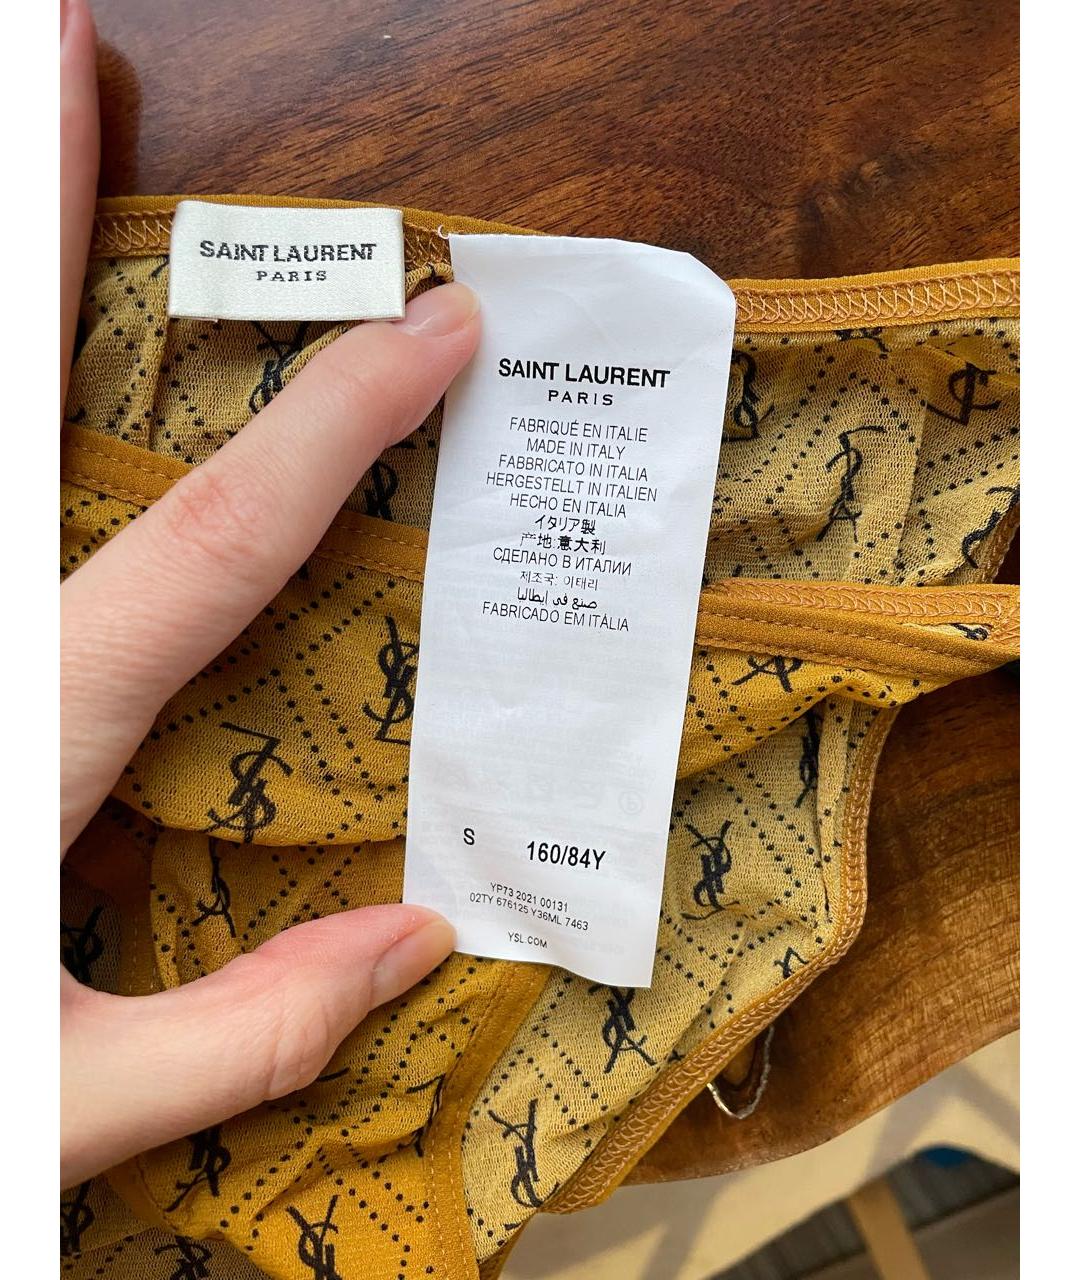 SAINT LAURENT
PARIS
SAINT LAURENT
PARIS
FABRIQUÉ EN ITALIE
MADE IN ITALY
FABBRICATO IN ITALIA
HERGESTELLT IN ITALIEN
HECHO EN ITALIA
イタリア製
产地:意大利
СДЕЛАНО В ИТАЛИИ
제조국: 이태리
صنع في إيطاليا
FABRICADO EM ITÁLIA
S 160/84Y
YP73 2021 00131
02TY 676125 Y36ML 7463
YSL.COM